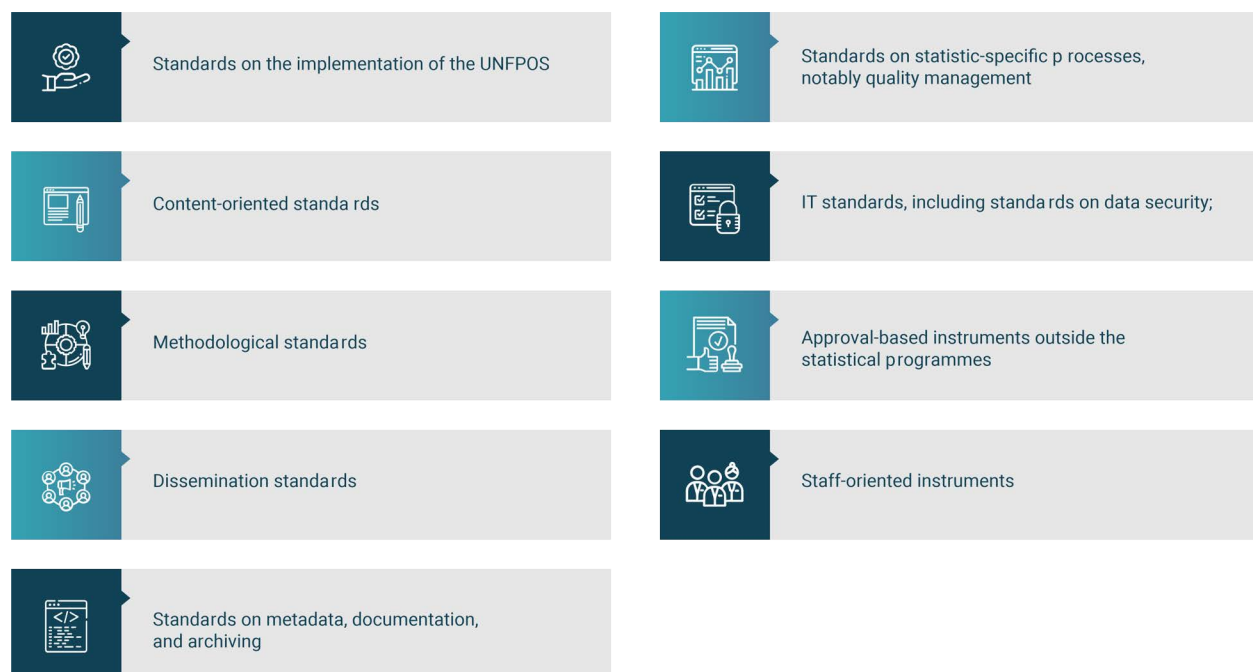 Standards on the implementation of the UNFPOS
Content-oriented standa rds
Methodological standards
Dissemination standards
Standards on metadata, documentation,
and archiving
Standards on statistic-specific p rocesses,
notably quality management
IT standards, including standa rds on data security;
Approval-based instruments outside the
statistical programmes
Staff-oriented instruments